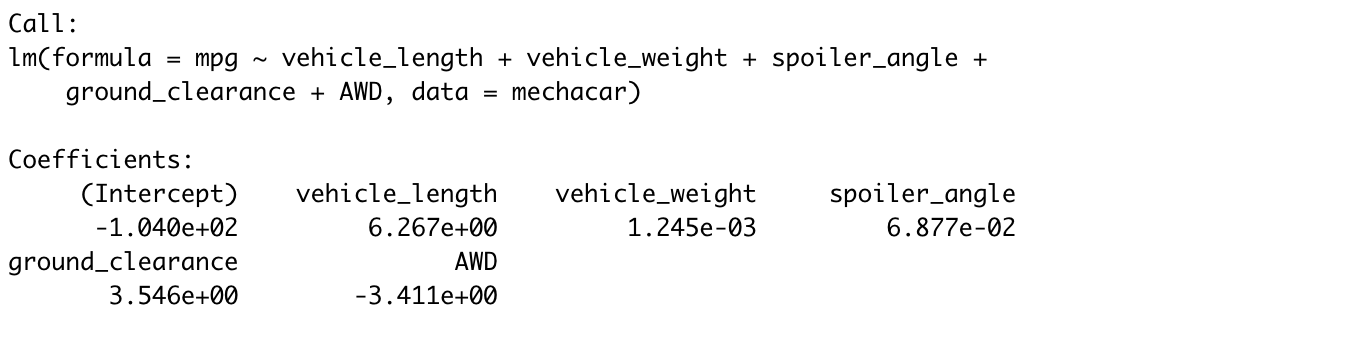 Call:
lm(formula = mpg ~ vehicle_length + vehicle_weight + spoiler_angle +
    ground_clearance + AWD, data = mechacar)

Coefficients:
     (Intercept)    vehicle_length    vehicle_weight     spoiler_angle
      -1.040e+02         6.267e+00         1.245e-03         6.877e-02
ground_clearance               AWD
       3.546e+00        -3.411e+00